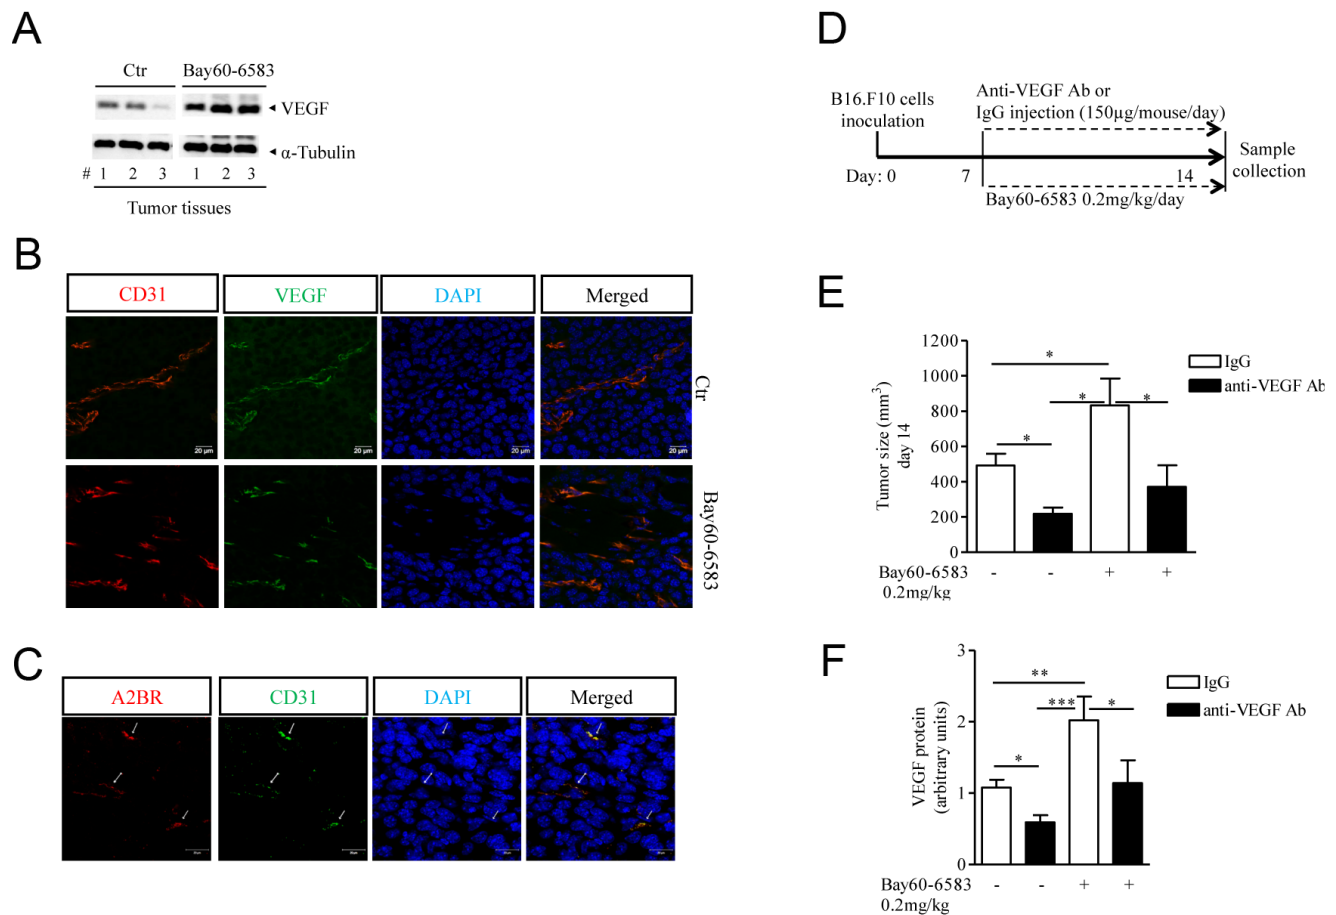 A
Ctr Bay60-6583
VEGF
α-Tubulin
# 1 2 3 1 2 3
Tumor tissues
B
CD31 VEGF DAPI Merged
Ctr
20 µm 20 µm 20 µm 20 µm
Bay60-6583
C
A2BR CD31 DAPI Merged
D
B16.F10 cells
inoculation
Anti-VEGF Ab or
IgG injection (150µg/mouse/day)
Day: 0 7 14
Bay60-6583 0.2mg/kg/day
Sample
collection
E
Tumor size (mm3)
day 14
1200
1000
800
600
400
200
0
* * * *
IgG
anti-VEGF Ab
Bay60-6583 - - + +
0.2mg/kg
F
VEGF protein
(arbitrary units)
3
2
1
0
** *** * *
IgG
anti-VEGF Ab
Bay60-6583 - - + +
0.2mg/kg